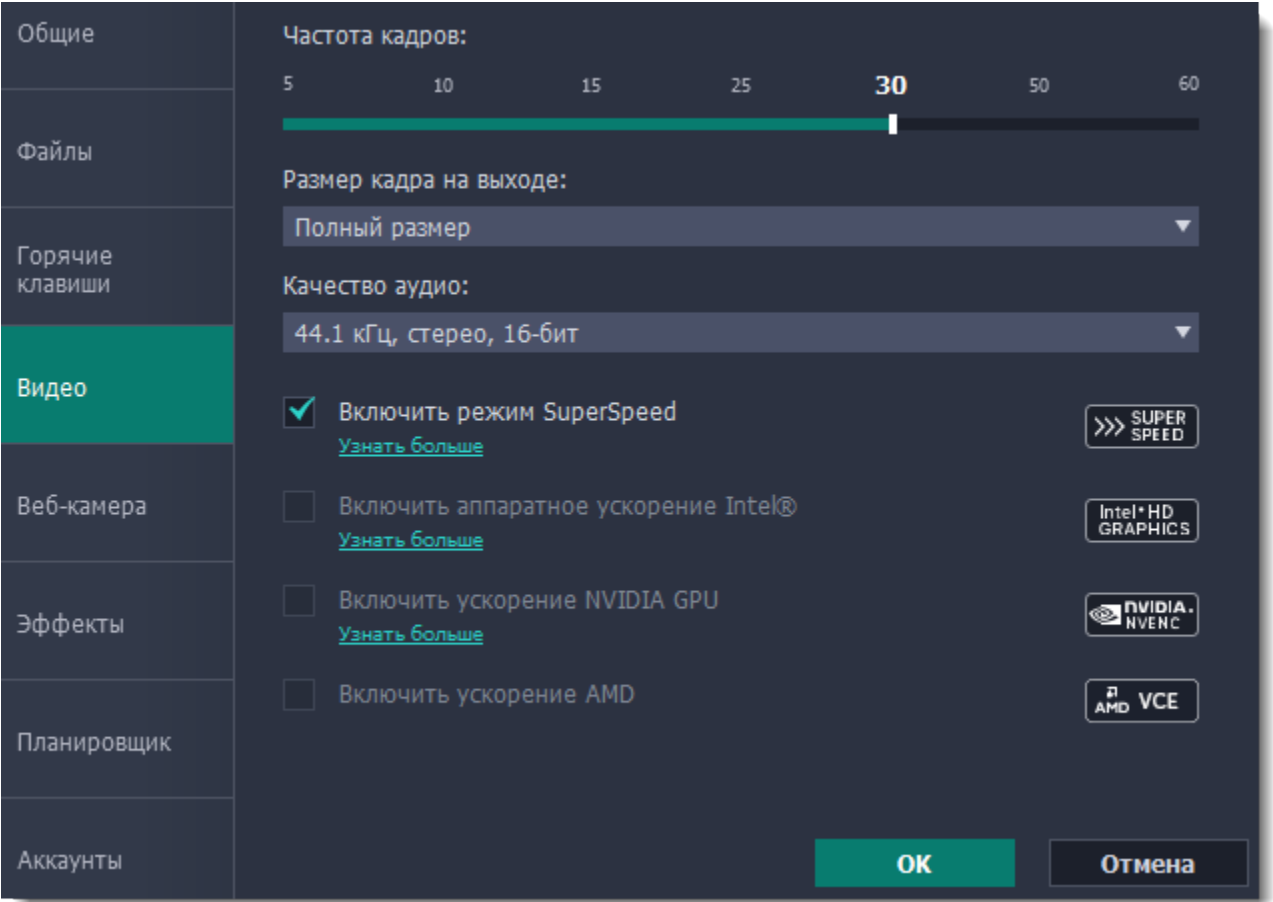 Общие
Файлы
Горячие
клавиши
Видео
Веб-камера
Эффекты
Планировщик
Аккаунты
Частота кадров:
5 10 15 25 30 50 60
Размер кадра на выходе:
Полный размер
Качество аудио:
44.1 кГц, стерео, 16-бит
Включить режим SuperSpeed
Узнать больше
SUPER
SPEED
Включить аппаратное ускорение Intel®
Узнать больше
Intel• HD
GRAPHICS
Включить ускорение NVIDIA GPU
Узнать больше
NVIDIA.
NVENC
Включить ускорение AMD
AMD VCE
OK Отмена